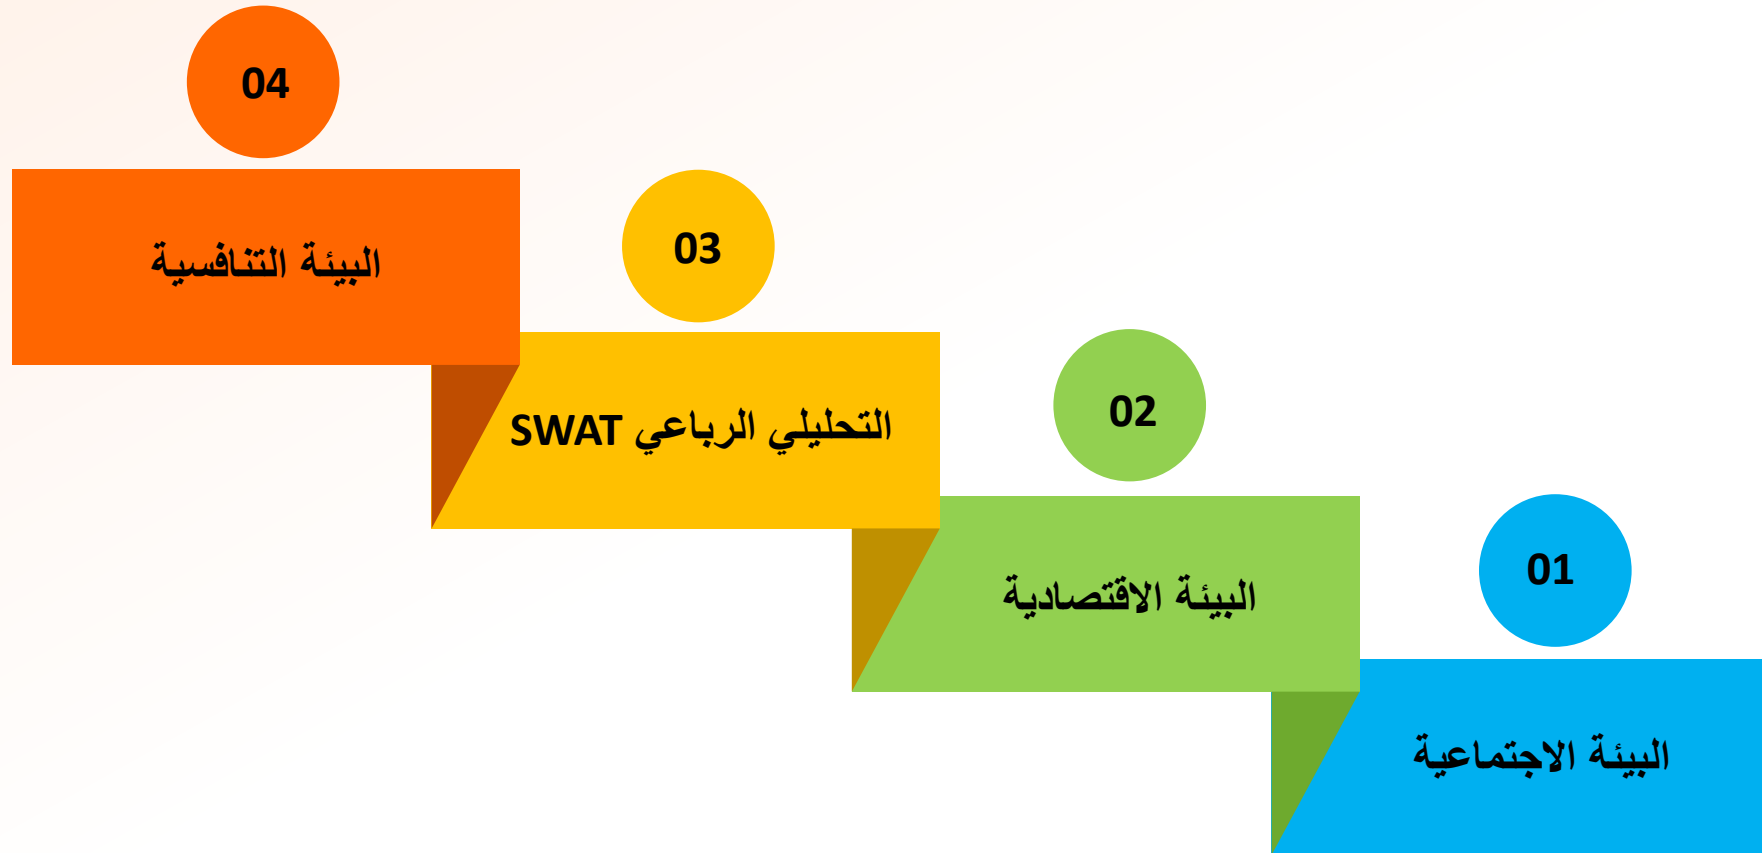 04
البيئة التنافسية
03
التحليلي الرباعي SWAT
02
البيئة الاقتصادية
01
البيئة الاجتماعية